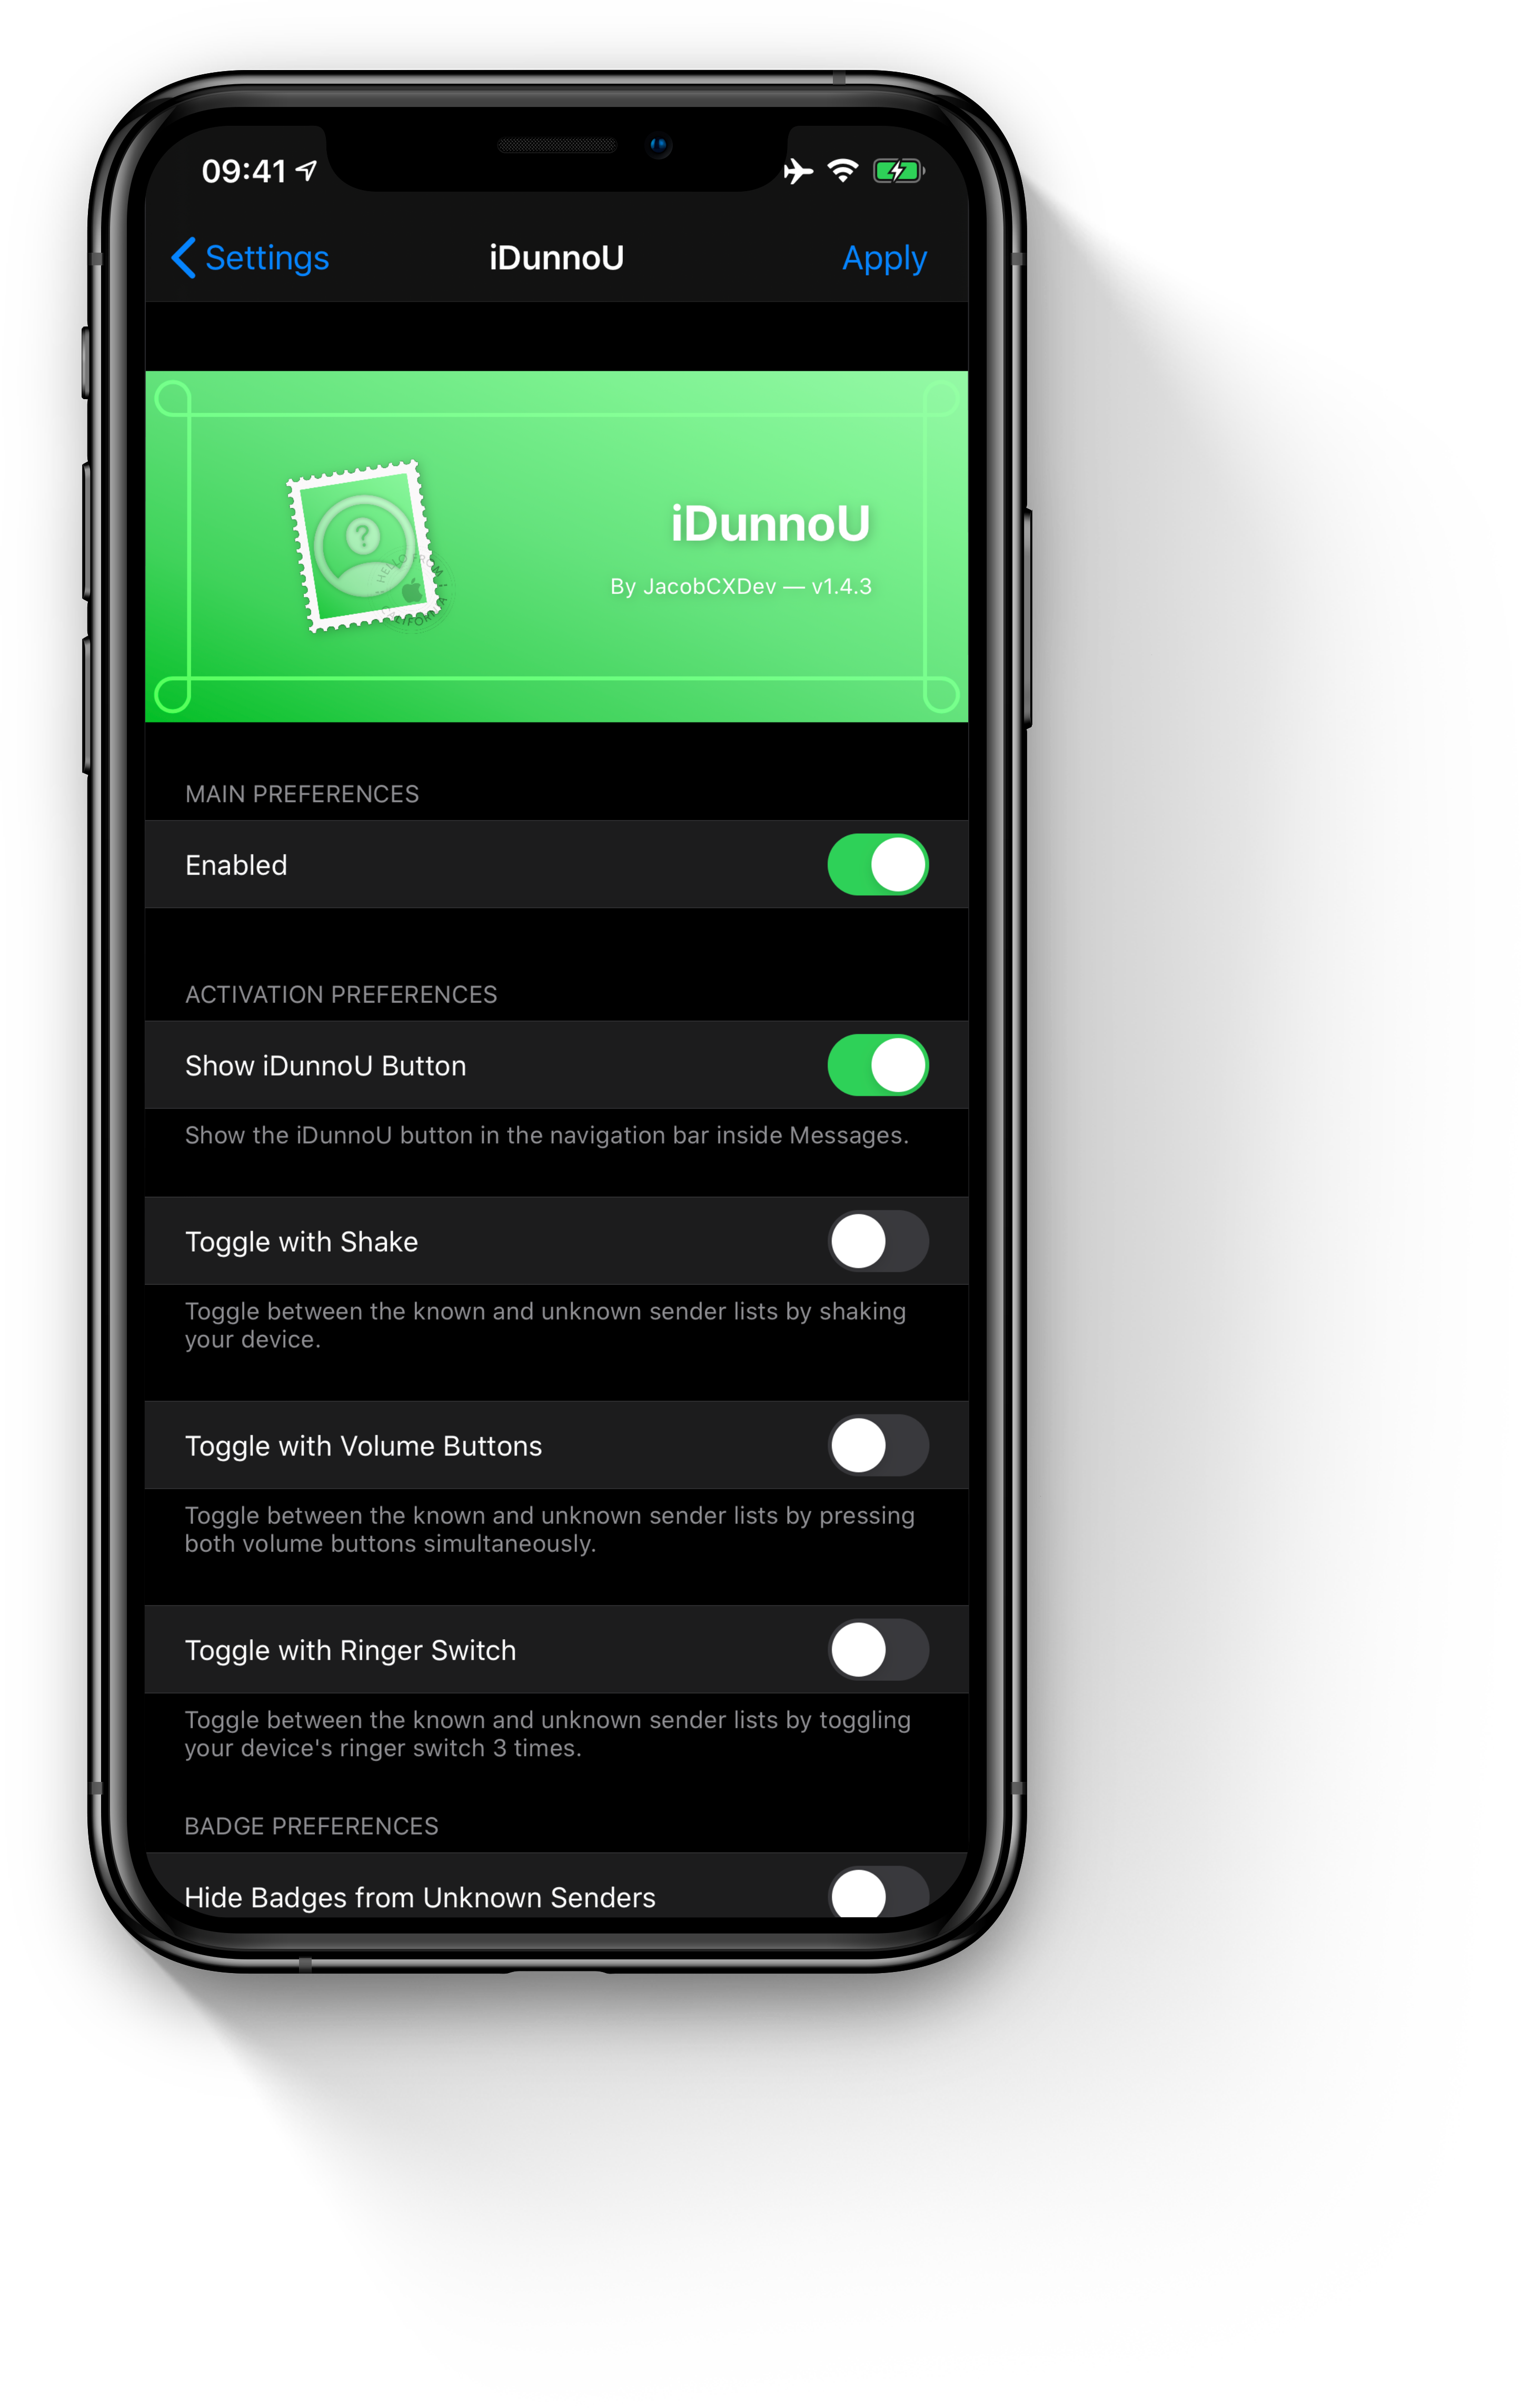 09:41
Settings
iDunnoU
Apply
?
HELLO FROM
CALIFORNIA
iDunnoU
By JacobCXDev — v1.4.3
MAIN PREFERENCES
Enabled
ACTIVATION PREFERENCES
Show iDunnoU Button
Show the iDunnoU button in the navigation bar inside Messages.
Toggle with Shake
Toggle between the known and unknown sender lists by shaking
your device.
Toggle with Volume Buttons
Toggle between the known and unknown sender lists by pressing
both volume buttons simultaneously.
Toggle with Ringer Switch
Toggle between the known and unknown sender lists by toggling
your device's ringer switch 3 times.
BADGE PREFERENCES
Hide Badges from Unknown Senders